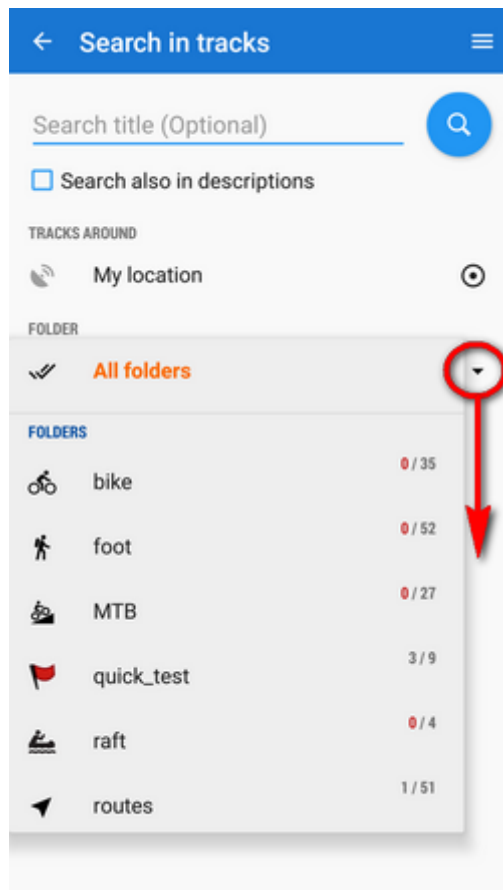 Search in tracks
Search title (Optional)
Search also in descriptions
TRACKS AROUND
My location
FOLDER
All folders
FOLDERS
bike 0 / 35
foot 0 / 52
MTB 0 / 27
quick_test 3 / 9
raft 0 / 4
routes 1 / 51